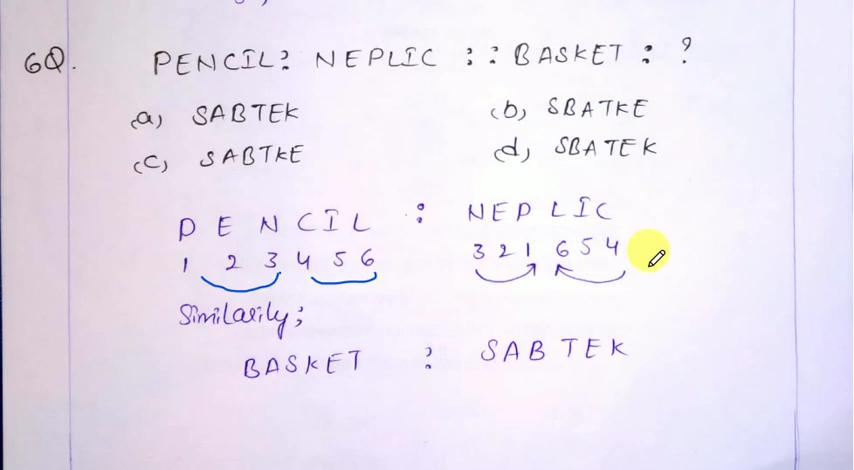 6Q. PENCIL: NEPLIC :: BASKET : ?
(a) SABTEK (b) SBATKE
(c) SABTKE (d) SBATEK
PENCIL : NEPLIC
1 2 3 4 5 6 3 2 1 6 5 4
Similarily;
BASKET : SABTEK